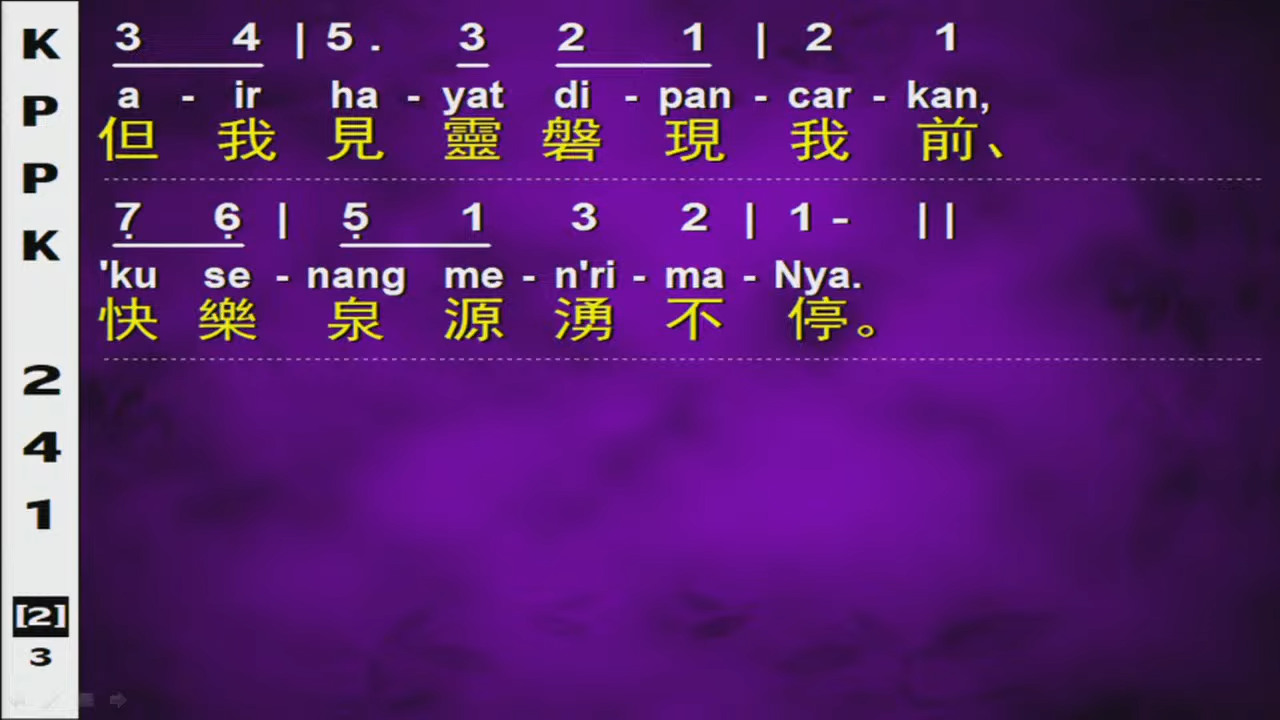 K
P
P
K
2
4
1
[2]
3
3 4 | 5 . 3 2 1 | 2 1
a - ir ha - yat di - pan - car - kan,
但 我 見 靈 磐 現 我 前、
7̣ 6̣ | 5̣ 1 3 2 | 1 - ||
'ku se - nang me - n'ri - ma - Nya.
快 樂 泉 源 湧 不 停。